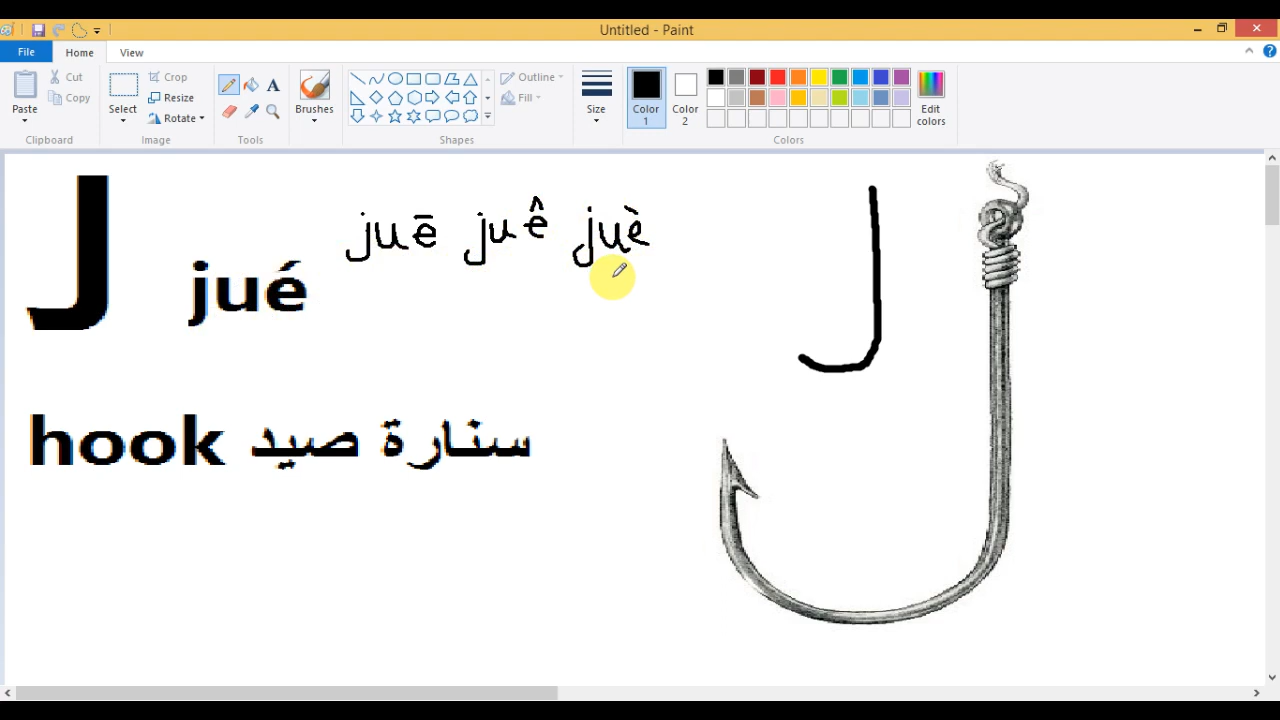 Untitled - Paint
File Home View
Paste
Cut
Copy
Clipboard
Select
Crop
Resize
Rotate
Image
Tools
Brushes
Shapes
Outline
Fill
Size
Color 1
Color 2
Edit colors
Colors
亅 jué juē juê juè 亅
hook سنارة صيد